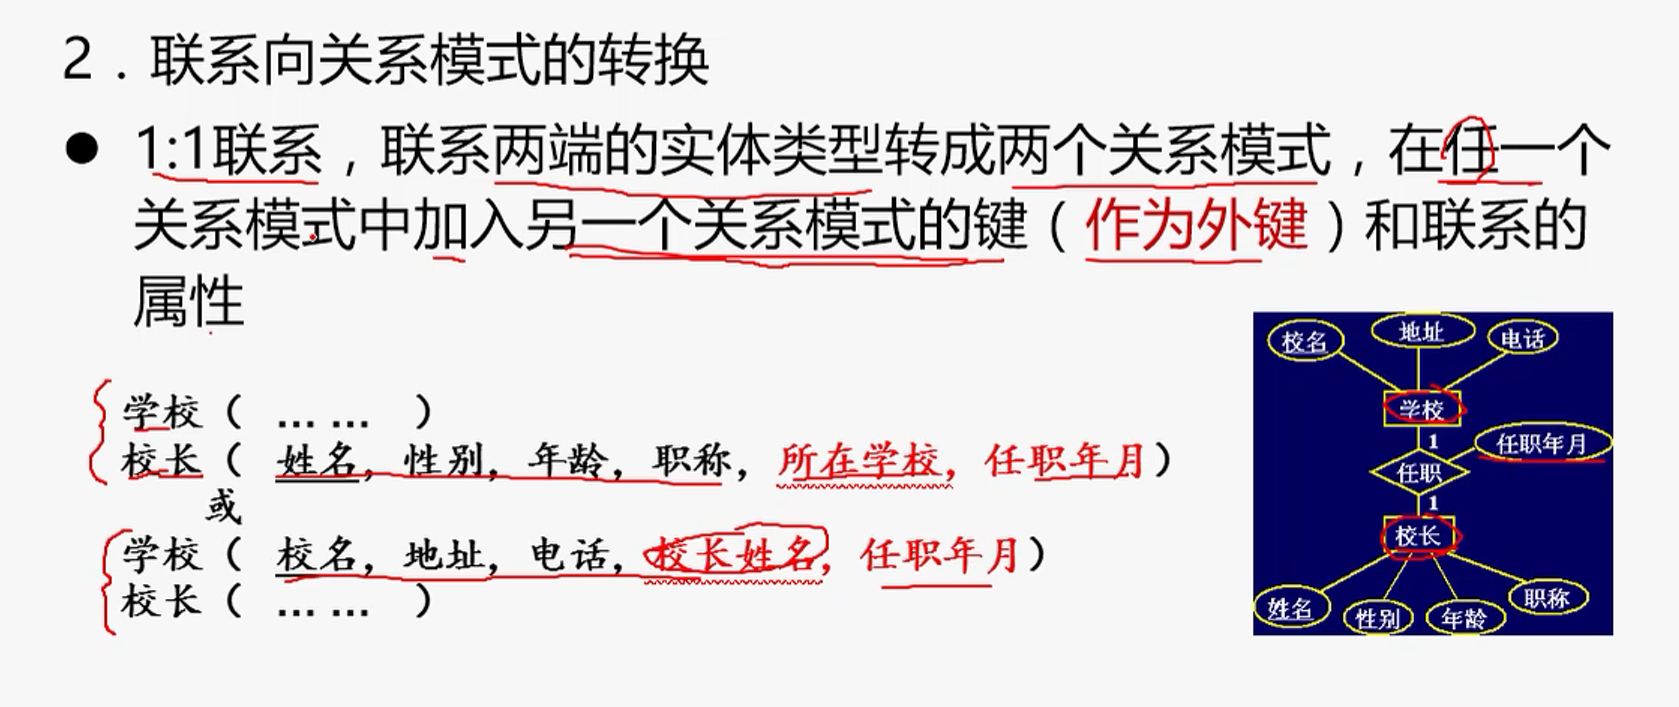 2．联系向关系模式的转换
● 1:1联系，联系两端的实体类型转成两个关系模式，在任一个
关系模式中加入另一个关系模式的键（作为外键）和联系的
属性
学校（ …… ）
校长（ 姓名，性别，年龄，职称，所在学校，任职年月）
或
学校（ 校名，地址，电话，校长姓名，任职年月）
校长（ …… ）
校名 地址 电话
学校
1
任职年月
任职
1
校长
姓名 性别 年龄 职称